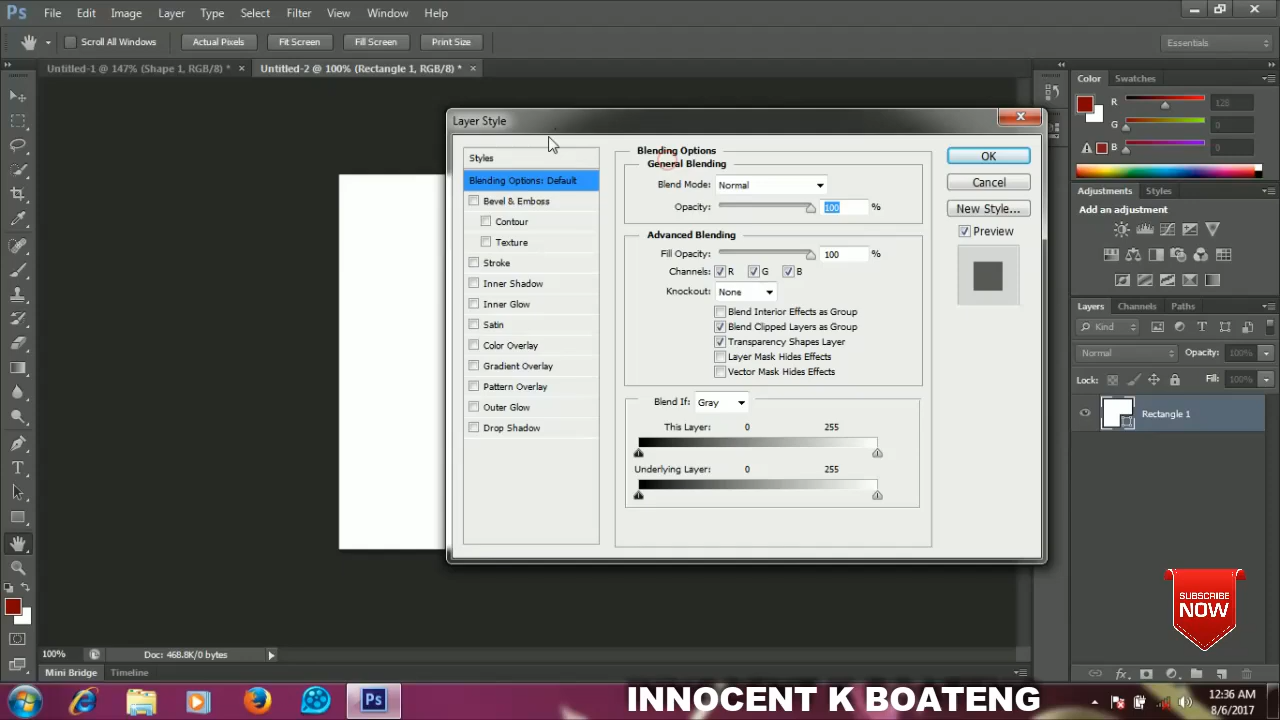 Ps File Edit Image Layer Type Select Filter View Window Help
Scroll All Windows Actual Pixels Fit Screen Fill Screen Print Size Essentials
Untitled-1 @ 147% (Shape 1, RGB/8) * × Untitled-2 @ 100% (Rectangle 1, RGB/8) * ×
Layer Style
Styles
Blending Options: Default
Bevel & Emboss
Contour
Texture
Stroke
Inner Shadow
Inner Glow
Satin
Color Overlay
Gradient Overlay
Pattern Overlay
Outer Glow
Drop Shadow
Blending Options
General Blending
Blend Mode: Normal
Opacity: 100 %
Advanced Blending
Fill Opacity: 100 %
Channels: R G B
Knockout: None
Blend Interior Effects as Group
Blend Clipped Layers as Group
Transparency Shapes Layer
Layer Mask Hides Effects
Vector Mask Hides Effects
Blend If: Gray
This Layer: 0 255
Underlying Layer: 0 255
OK
Cancel
New Style...
Preview
Color Swatches
R 128
G 0
B 0
Adjustments Styles
Add an adjustment
Layers Channels Paths
Kind
Normal Opacity: 100%
Lock: Fill: 100%
Rectangle 1
SUBSCRIBE
NOW
100% Doc: 468.8K/0 bytes
Mini Bridge Timeline
Ps
INNOCENT K BOATENG
12:36 AM
8/6/2017